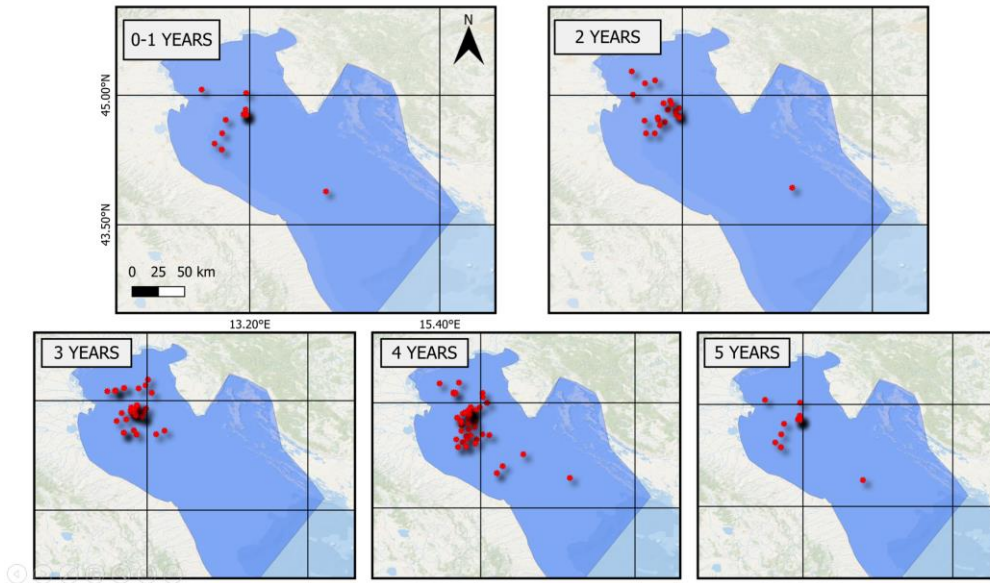 0-1 YEARS
N
2 YEARS
45.00°N
43.50°N
0 25 50 km
13.20°E
15.40°E
3 YEARS
4 YEARS
5 YEARS